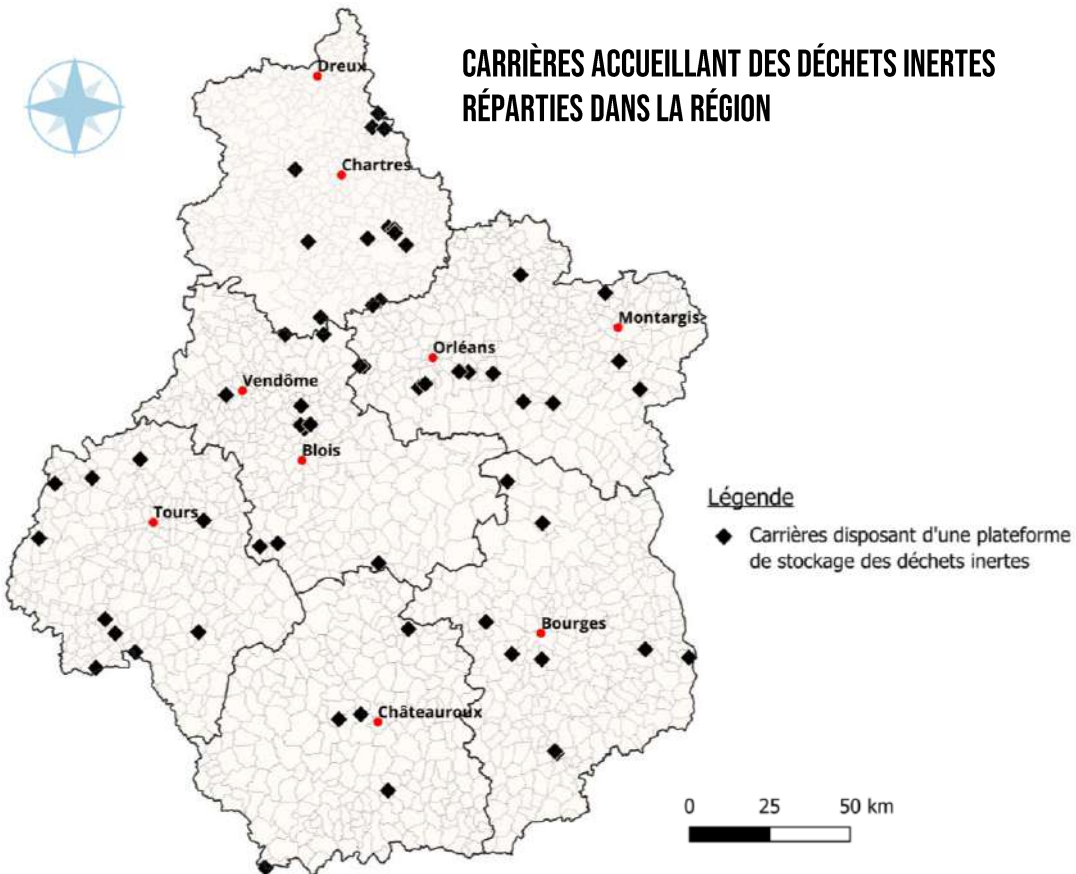 CARRIÈRES ACCUEILLANT DES DÉCHETS INERTES
RÉPARTIES DANS LA RÉGION
Dreux
Chartres
Montargis
Orléans
Vendôme
Blois
Tours
Bourges
Châteauroux
Légende
Carrières disposant d'une plateforme
de stockage des déchets inertes
0 25 50 km